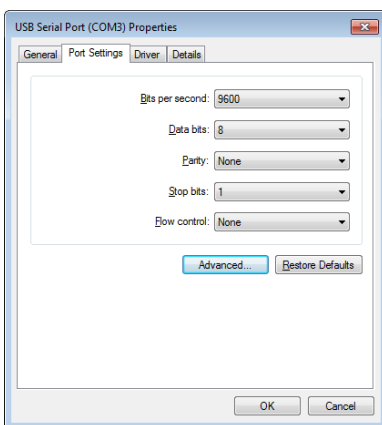 USB Serial Port (COM3) Properties
General Port Settings Driver Details
Bits per second: 9600
Data bits: 8
Parity: None
Stop bits: 1
Flow control: None
Advanced... Restore Defaults
OK Cancel